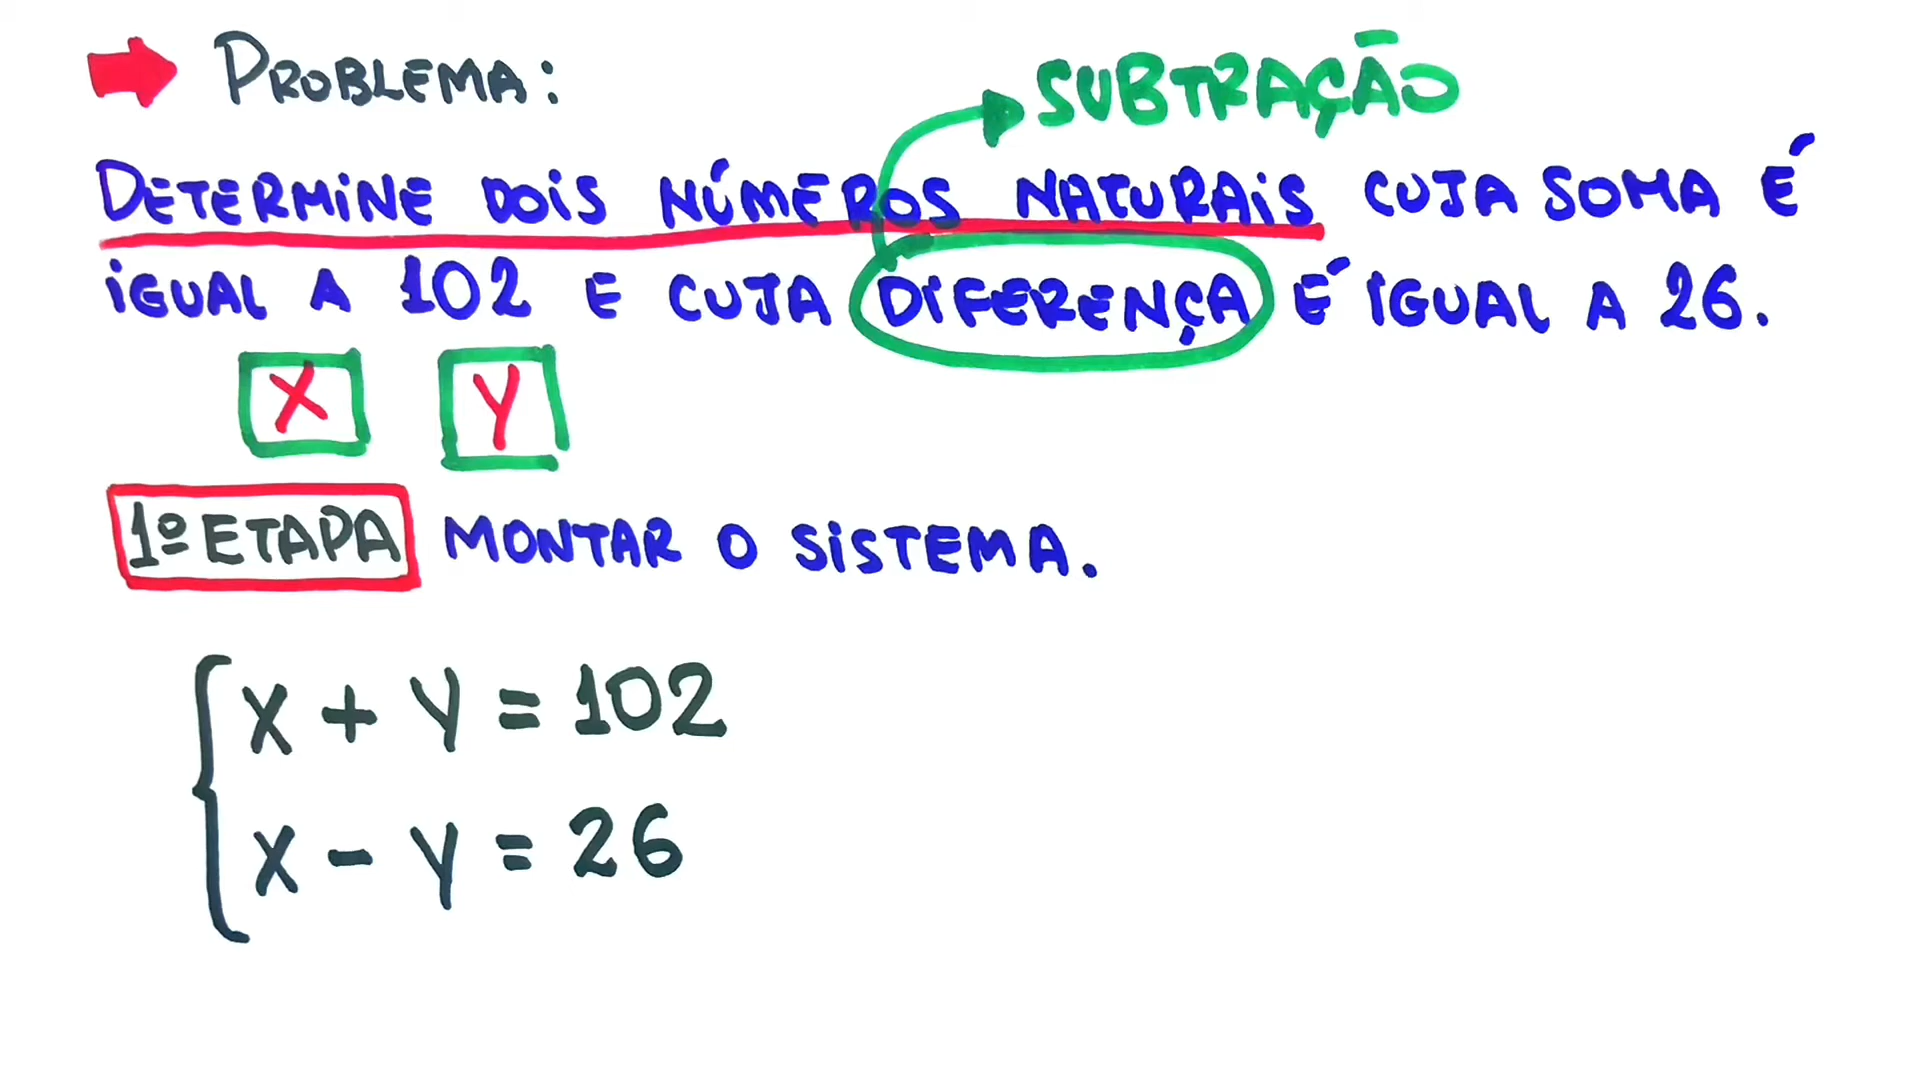 PROBLEMA:
SUBTRAÇÃO
DETERMINE DOIS NÚMEROS NATURAIS CUJA SOMA É
IGUAL A 102 E CUJA DIFERENÇA É IGUAL A 26.
X Y
1º ETAPA MONTAR O SISTEMA.
X + Y = 102
X - Y = 26